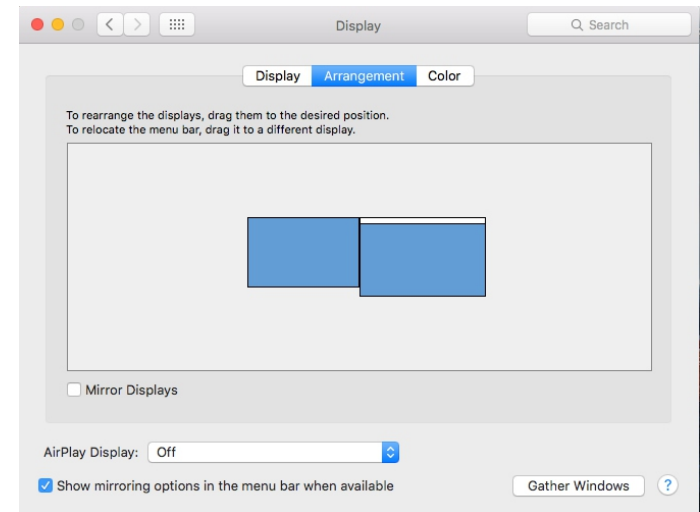 Display
Search
Display Arrangement Color
To rearrange the displays, drag them to the desired position.
To relocate the menu bar, drag it to a different display.
Mirror Displays
AirPlay Display: Off
Show mirroring options in the menu bar when available
Gather Windows ?